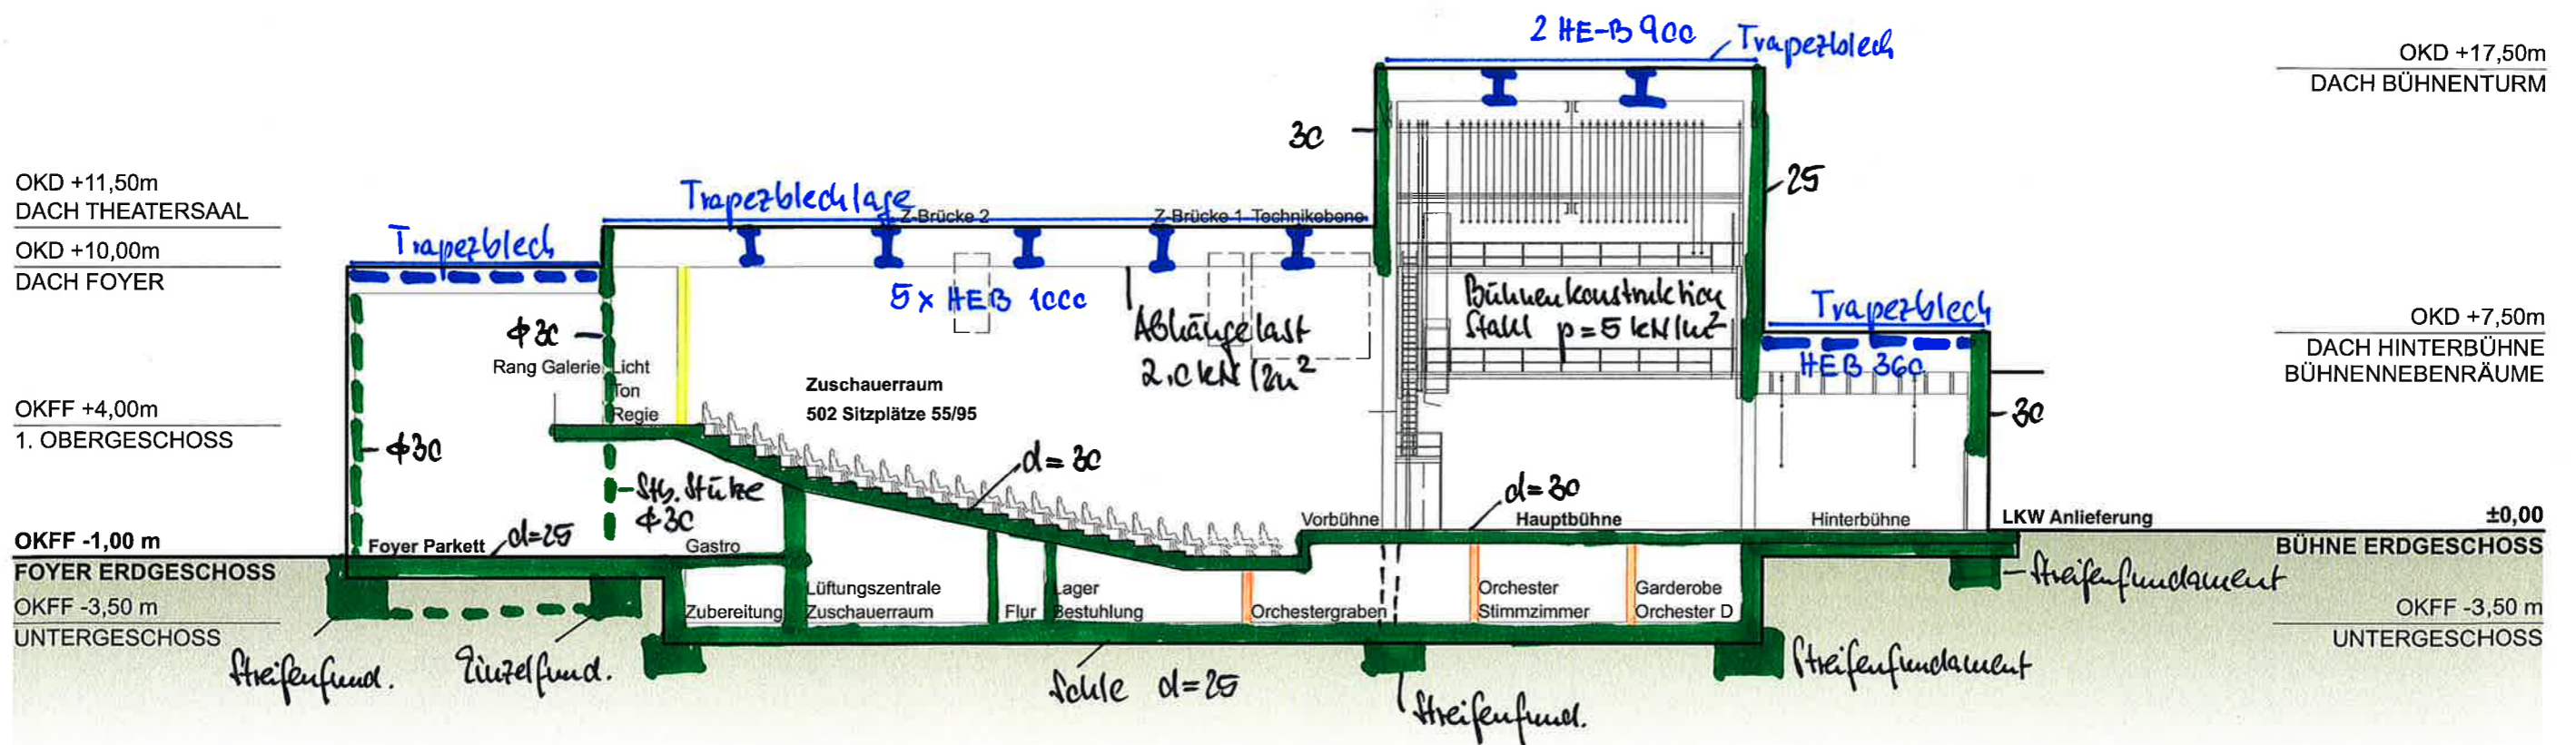 2 HE-B 900
Trapezblech
OKD +17,50m
DACH BÜHNENTURM
30
25
OKD +11,50m
DACH THEATERSAAL
OKD +10,00m
DACH FOYER
Trapezblech
Trapezblechlage
Z-Brücke 2
Z-Brücke 1
Technikebene
5 x HEB 1000
Abhängelast
2.0 kN/m²
Bühnenkonstruktion
Stahl p = 5 kN/m²
Trapezblech
HEB 360
OKD +7,50m
DACH HINTERBÜHNE
BÜHNENNEBENRÄUME
30
ϕ30
Rang Galerie
Licht
Ton
Regie
Zuschauerraum
502 Sitzplätze 55/95
OKFF +4,00m
1. OBERGESCHOSS
ϕ30
Stb. Stütze
ϕ30
d=30
d=30
Vorbühne
Hauptbühne
Hinterbühne
LKW Anlieferung
±0,00
BÜHNE ERDGESCHOSS
OKFF -1,00 m
FOYER ERDGESCHOSS
Foyer Parkett
d=25
Gastro
OKFF -3,50 m
UNTERGESCHOSS
Zubereitung
Lüftungszentrale
Zuschauerraum
Flur
Lager
Bestuhlung
Orchestergraben
Orchester
Stimmzimmer
Garderobe
Orchester D
Streifenfundament
OKFF -3,50 m
UNTERGESCHOSS
Streifenfund.
Einzelfund.
Sohle d=25
Streifenfund.
Streifenfundament